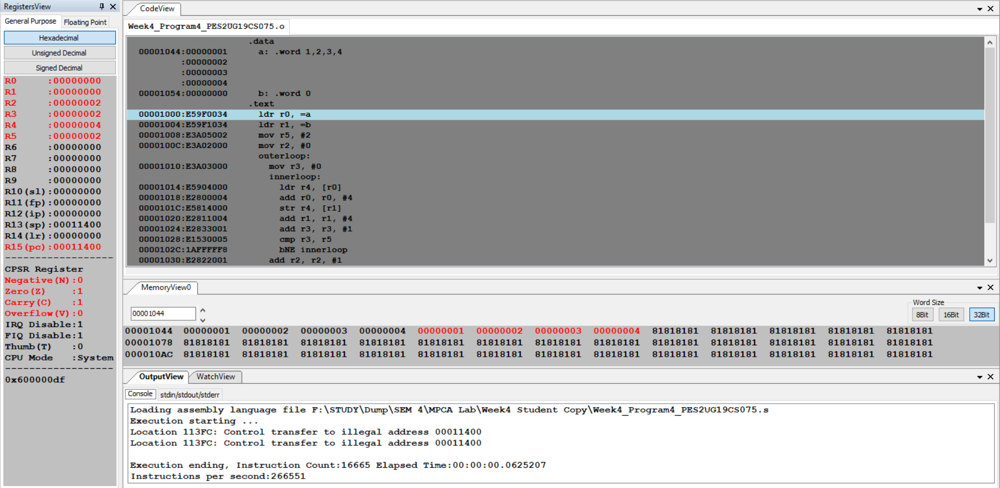 RegistersView
General Purpose Floating Point
Hexadecimal
Unsigned Decimal
Signed Decimal
R0 :00000000
R1 :00000000
R2 :00000002
R3 :00000002
R4 :00000004
R5 :00000002
R6 :00000000
R7 :00000000
R8 :00000000
R9 :00000000
R10(sl):00000000
R11(fp):00000000
R12(ip):00000000
R13(sp):00011400
R14(lr):00000000
R15(pc):00011400
------------------
CPSR Register
Negative(N):0
Zero(Z) :1
Carry(C) :1
Overflow(V):0
IRQ Disable:1
FIQ Disable:1
Thumb(T) :0
CPU Mode :System
------------------
0x600000df
CodeView
Week4_Program4_PES2UG19CS075.o
.data
00001044:00000001 a: .word 1,2,3,4
:00000002
:00000003
:00000004
00001054:00000000 b: .word 0
.text
00001000:E59F0034 ldr r0, =a
00001004:E59F1034 ldr r1, =b
00001008:E3A05002 mov r5, #2
0000100C:E3A02000 mov r2, #0
outerloop:
00001010:E3A03000 mov r3, #0
innerloop:
00001014:E5904000 ldr r4, [r0]
00001018:E2800004 add r0, r0, #4
0000101C:E5814000 str r4, [r1]
00001020:E2811004 add r1, r1, #4
00001024:E2833001 add r3, r3, #1
00001028:E1530005 cmp r3, r5
0000102C:1AFFFFF8 bNE innerloop
00001030:E2822001 add r2, r2, #1
MemoryView0
00001044
Word Size
8Bit 16Bit 32Bit
00001044 00000001 00000002 00000003 00000004 00000001 00000002 00000003 00000004 81818181 81818181 81818181 81818181 81818181
00001078 81818181 81818181 81818181 81818181 81818181 81818181 81818181 81818181 81818181 81818181 81818181 81818181 81818181
000010AC 81818181 81818181 81818181 81818181 81818181 81818181 81818181 81818181 81818181 81818181 81818181 81818181 81818181
OutputView WatchView
Console stdin/stdout/stderr
Loading assembly language file F:\STUDY\Dump\SEM 4\MPCA Lab\Week4 Student Copy\Week4_Program4_PES2UG19CS075.s
Execution starting ...
Location 113FC: Control transfer to illegal address 00011400
Location 113FC: Control transfer to illegal address 00011400
Execution ending, Instruction Count:16665 Elapsed Time:00:00:00.0625207
Instructions per second:266551